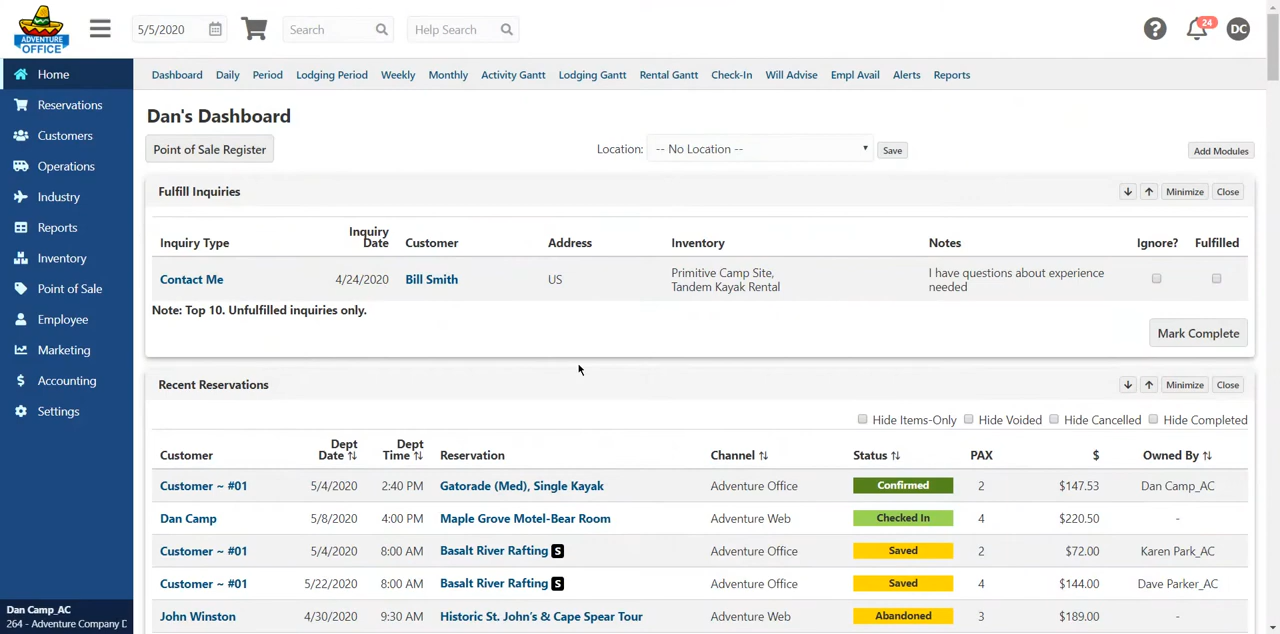 ADVENTURE
OFFICE
5/5/2020
Search
Help Search
?
24
DC
Home
Reservations
Customers
Operations
Industry
Reports
Inventory
Point of Sale
Employee
Marketing
Accounting
Settings
Dan Camp_AC
264 - Adventure Company D
Dashboard Daily Period Lodging Period Weekly Monthly Activity Gantt Lodging Gantt Rental Gantt Check-In Will Advise Empl Avail Alerts Reports
Dan's Dashboard
Point of Sale Register Location: -- No Location -- Save Add Modules
Fulfill Inquiries Minimize Close
Inquiry Type Inquiry Date Customer Address Inventory Notes Ignore? Fulfilled
Contact Me 4/24/2020 Bill Smith US Primitive Camp Site, Tandem Kayak Rental I have questions about experience needed
Note: Top 10. Unfulfilled inquiries only.
Mark Complete
Recent Reservations Minimize Close
Hide Items-Only Hide Voided Hide Cancelled Hide Completed
Customer Dept Date Dept Time Reservation Channel Status PAX $ Owned By
Customer ~ #01 5/4/2020 2:40 PM Gatorade (Med), Single Kayak Adventure Office Confirmed 2 $147.53 Dan Camp_AC
Dan Camp 5/8/2020 4:00 PM Maple Grove Motel-Bear Room Adventure Web Checked In 4 $220.50 -
Customer ~ #01 5/4/2020 8:00 AM Basalt River Rafting S Adventure Office Saved 2 $72.00 Karen Park_AC
Customer ~ #01 5/22/2020 8:00 AM Basalt River Rafting S Adventure Office Saved 4 $144.00 Dave Parker_AC
John Winston 4/30/2020 9:30 AM Historic St. John's & Cape Spear Tour Adventure Web Abandoned 3 $189.00 -